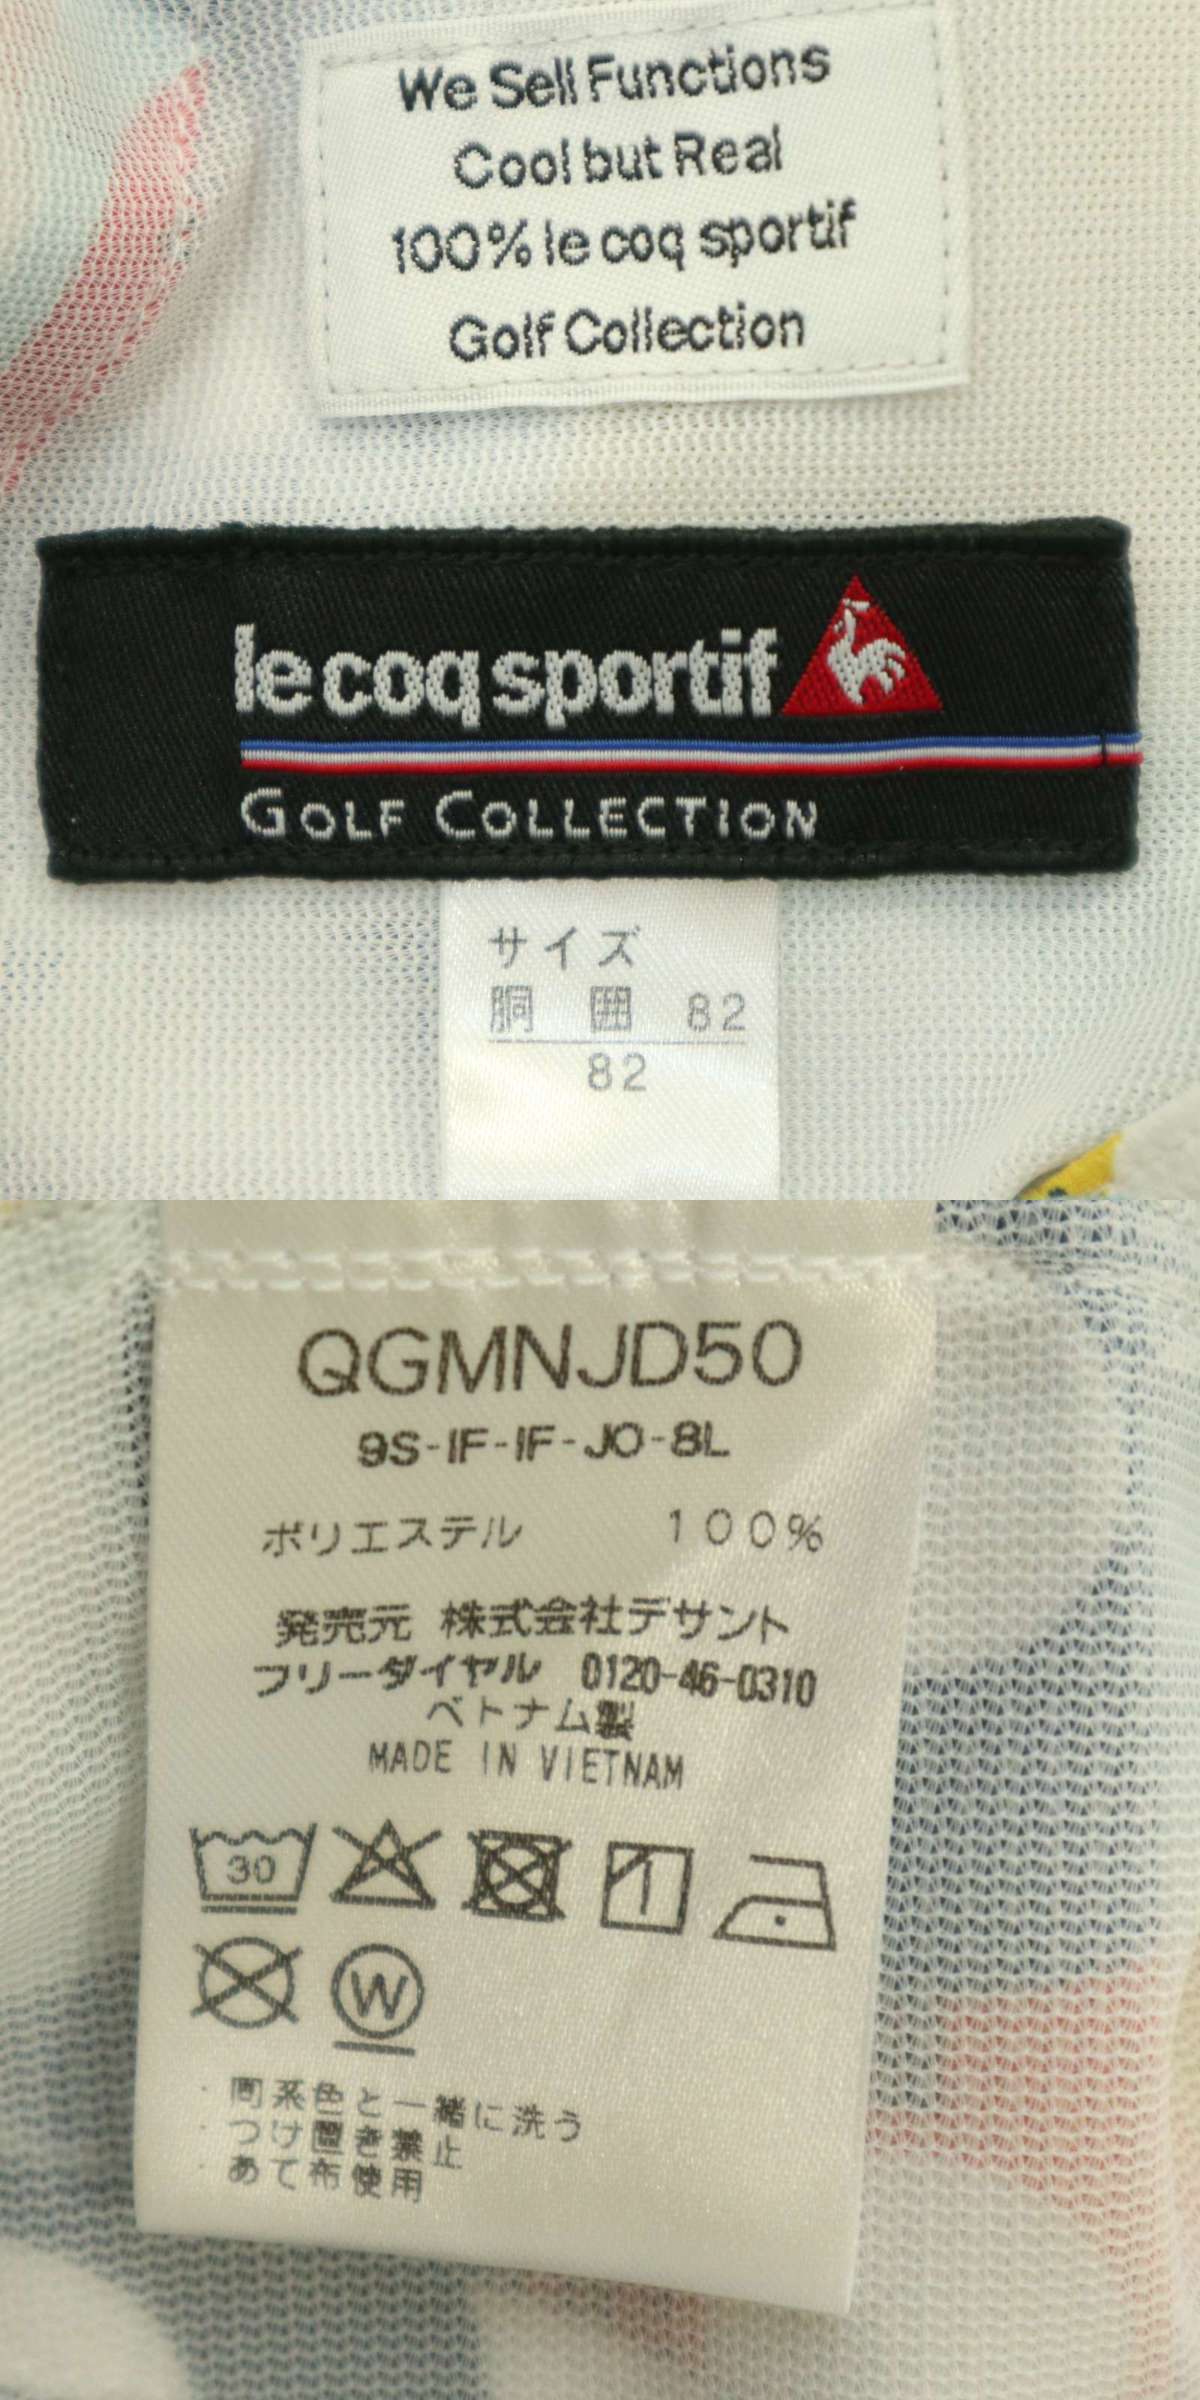 We Sell Functions
Cool but Real
100% le coq sportif
Golf Collection
le coq sportif
GOLF COLLECTION
サイズ
胴囲 82
82
QGMNJD50
9S-IF-IF-JO-8L
ポリエステル 100%
発売元 株式会社デサント
フリーダイヤル 0120-46-0310
ベトナム製
MADE IN VIETNAM
30
W
・同系色と一緒に洗う
・つけ置き禁止
・あて布使用